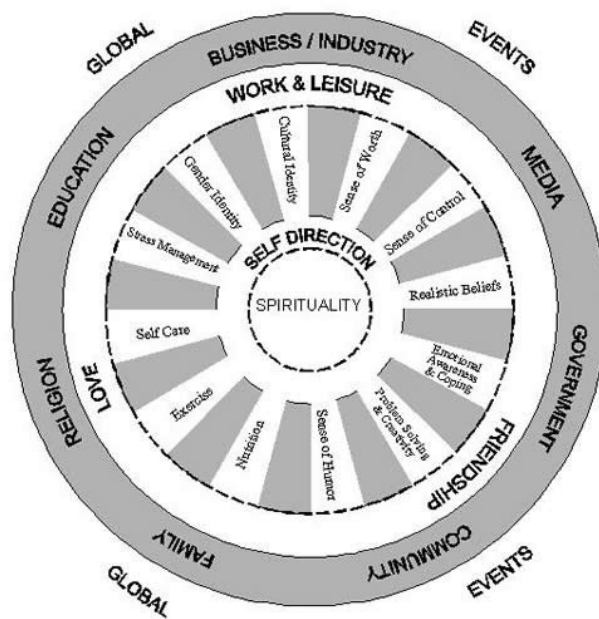 GLOBAL
EVENTS
BUSINESS / INDUSTRY
MEDIA
GOVERNMENT
COMMUNITY
FAMILY
RELIGION
EDUCATION
GLOBAL
EVENTS
WORK & LEISURE
FRIENDSHIP
LOVE
Sense of Worth
Sense of Control
Realistic Beliefs
Emotional
Awareness
& Coping
Problem Solving
& Creativity
Sense of Humor
Nutrition
Exercise
Self Care
Stress Management
Gender Identity
Cultural Identity
SELF DIRECTION
SPIRITUALITY